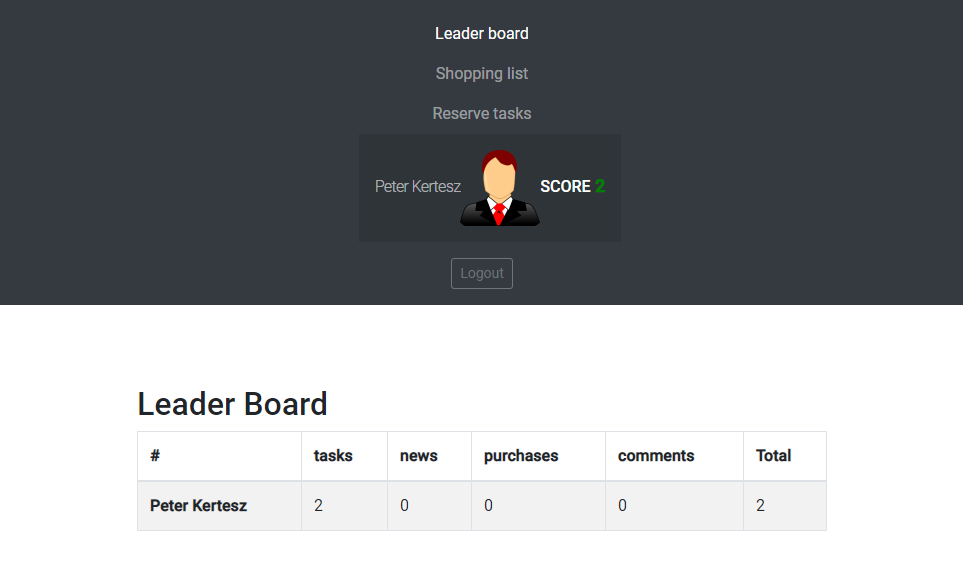 Leader board
Shopping list
Reserve tasks
Peter Kertesz SCORE 2
Logout
Leader Board
# tasks news purchases comments Total
Peter Kertesz 2 0 0 0 2